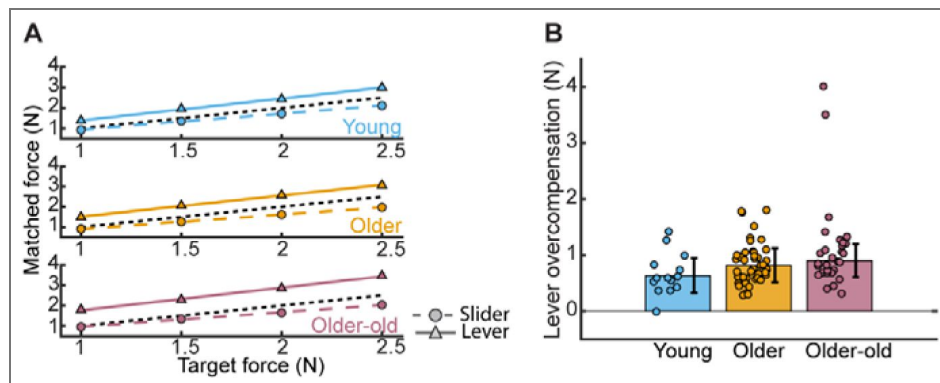 A
B
Matched force (N)
4
3
2
1
Young
1
1.5
2
2.5
4
3
2
1
Older
1
1.5
2
2.5
4
3
2
1
Older-old
1
1.5
2
2.5
Target force (N)
Slider
Lever
Lever overcompensation (N)
4
3
2
1
0
Young Older Older-old